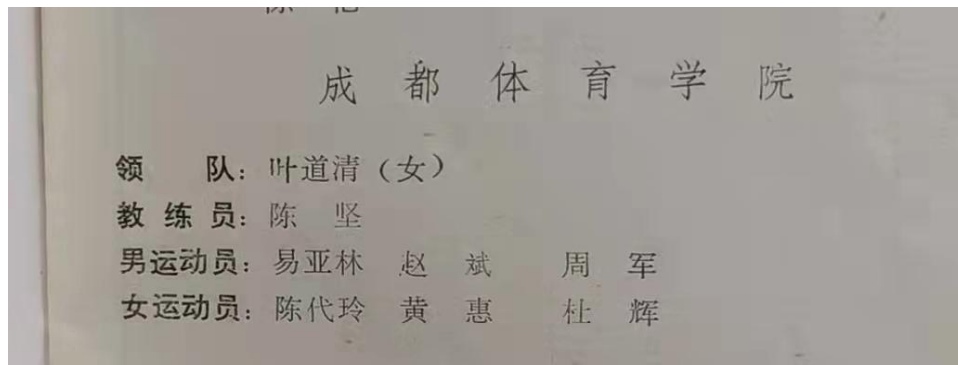 成都体育学院
领 队：叶道清（女）
教 练 员：陈 坚
男运动员：易亚林 赵 斌 周 军
女运动员：陈代玲 黄 惠 杜 辉